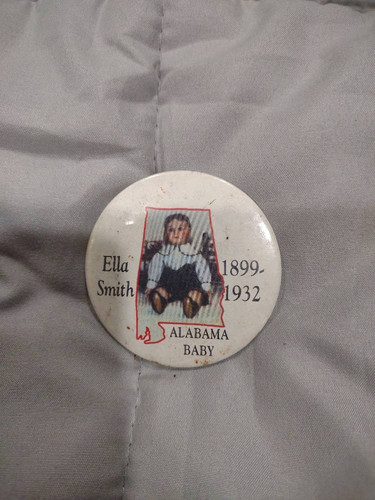 Ella
Smith
1899-
1932
ALABAMA
BABY